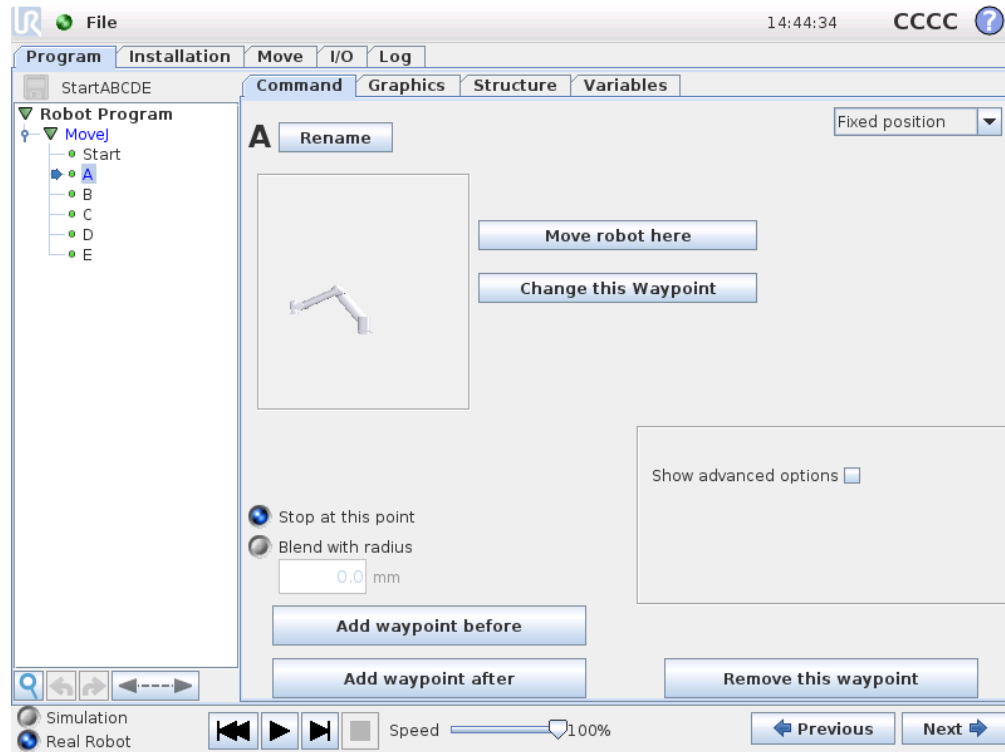 UR File 14:44:34 CCCC ?
Program Installation Move I/O Log
StartABCDE
Command Graphics Structure Variables
Robot Program
MoveJ
Start
A
B
C
D
E
A Rename Fixed position
Move robot here
Change this Waypoint
Show advanced options
Stop at this point
Blend with radius
0.0 mm
Add waypoint before
Add waypoint after Remove this waypoint
Simulation
Real Robot
Speed 100%
Previous Next